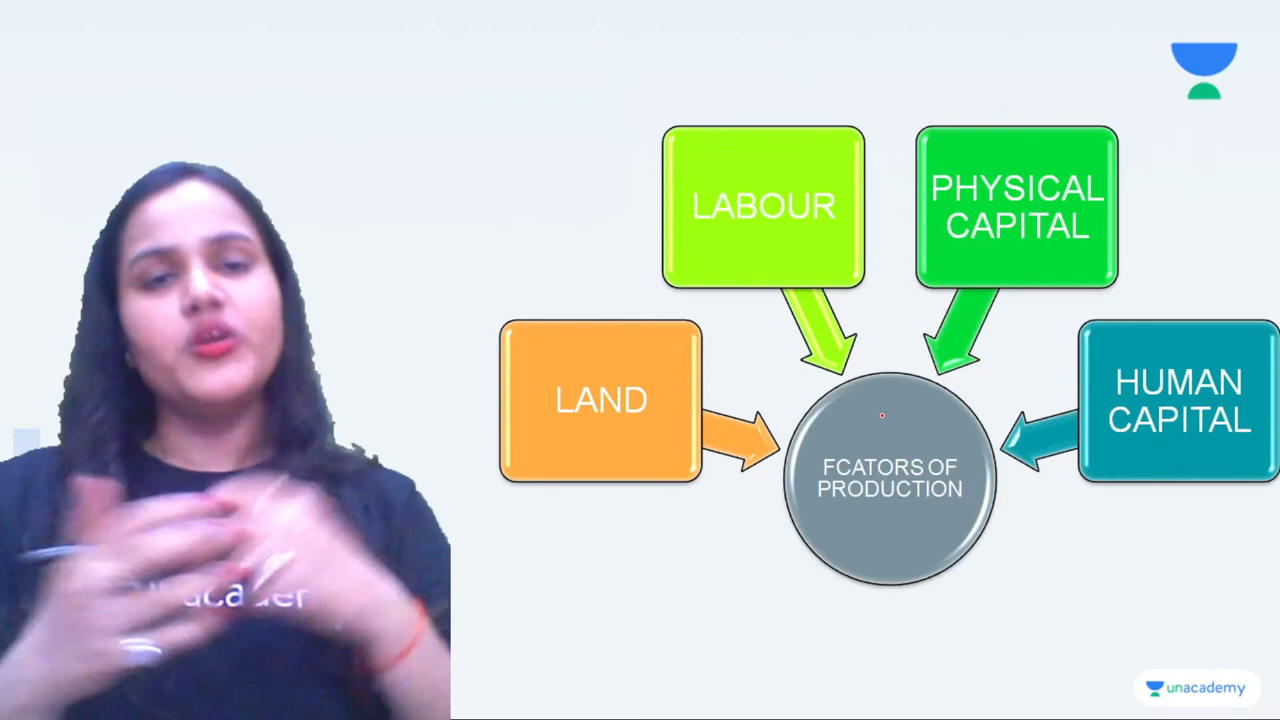 LABOUR
PHYSICAL
CAPITAL
LAND
HUMAN
CAPITAL
FCATORS OF
PRODUCTION
unacademy